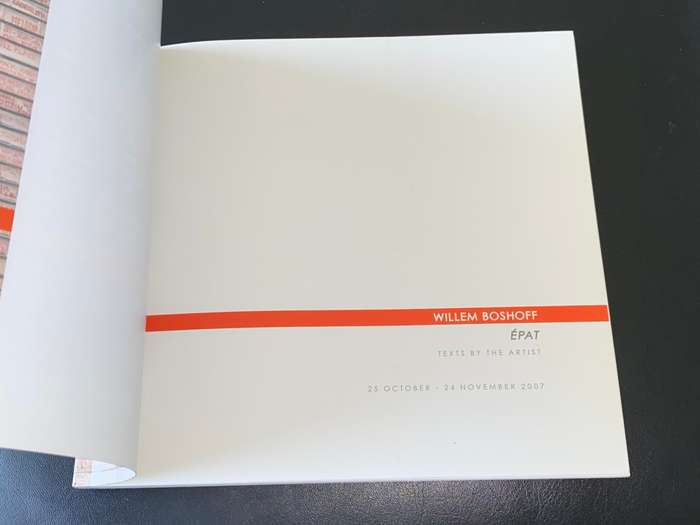 WILLEM BOSHOFF
ÉPAT
TEXTS BY THE ARTIST
25 OCTOBER - 24 NOVEMBER 2007